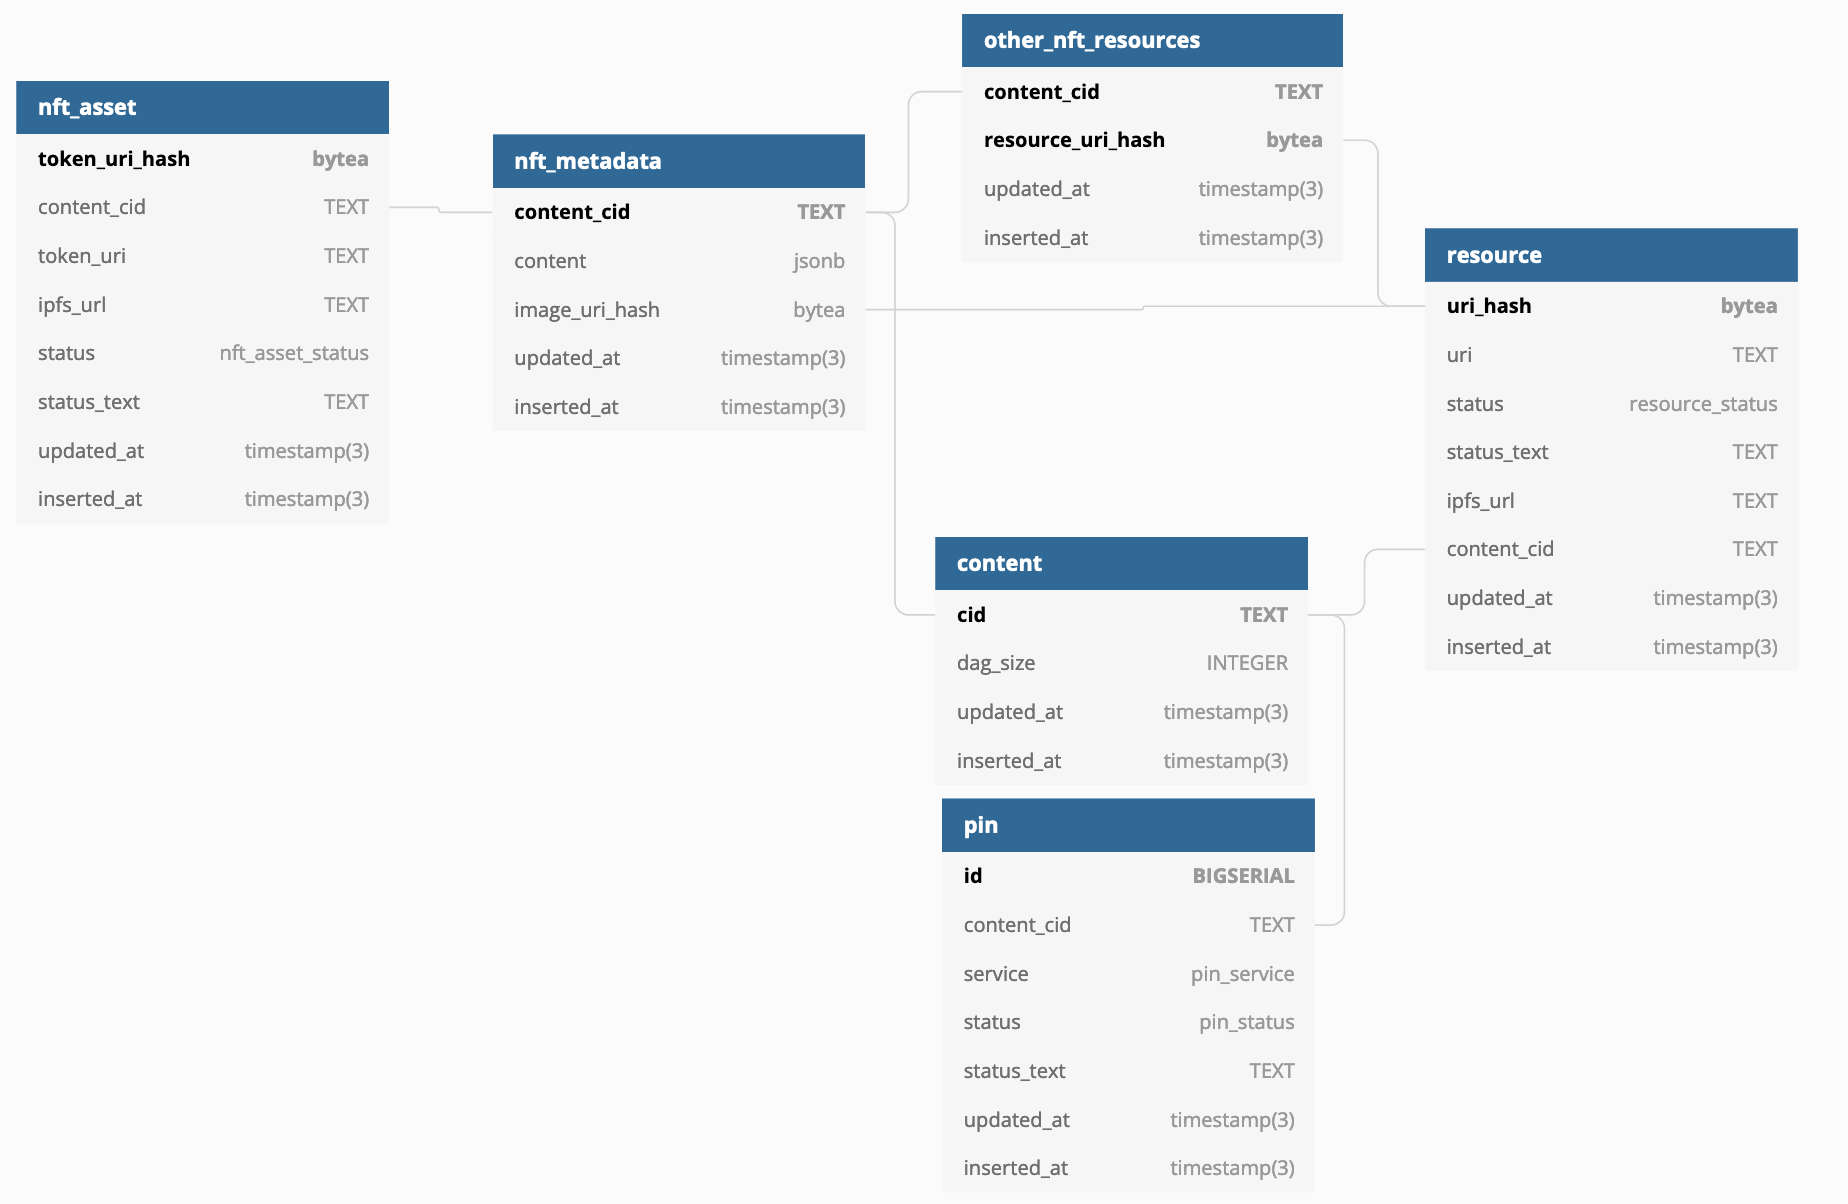 nft_asset
token_uri_hash bytea
content_cid TEXT
token_uri TEXT
ipfs_url TEXT
status nft_asset_status
status_text TEXT
updated_at timestamp(3)
inserted_at timestamp(3)
nft_metadata
content_cid TEXT
content jsonb
image_uri_hash bytea
updated_at timestamp(3)
inserted_at timestamp(3)
other_nft_resources
content_cid TEXT
resource_uri_hash bytea
updated_at timestamp(3)
inserted_at timestamp(3)
resource
uri_hash bytea
uri TEXT
status resource_status
status_text TEXT
ipfs_url TEXT
content_cid TEXT
updated_at timestamp(3)
inserted_at timestamp(3)
content
cid TEXT
dag_size INTEGER
updated_at timestamp(3)
inserted_at timestamp(3)
pin
id BIGSERIAL
content_cid TEXT
service pin_service
status pin_status
status_text TEXT
updated_at timestamp(3)
inserted_at timestamp(3)